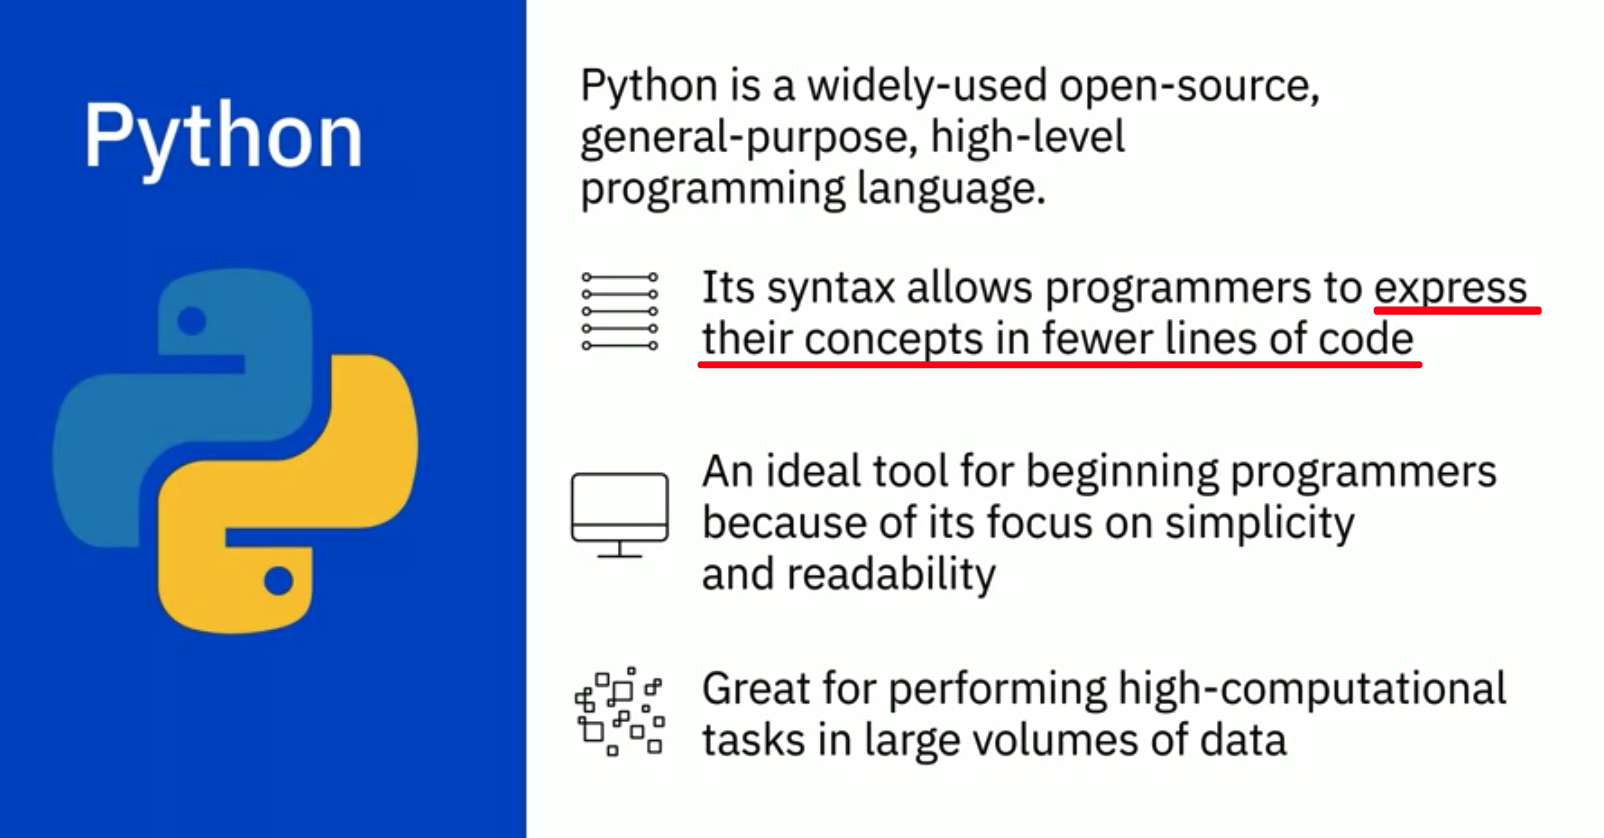 Python
Python is a widely-used open-source,
general-purpose, high-level
programming language.
Its syntax allows programmers to express
their concepts in fewer lines of code
An ideal tool for beginning programmers
because of its focus on simplicity
and readability
Great for performing high-computational
tasks in large volumes of data